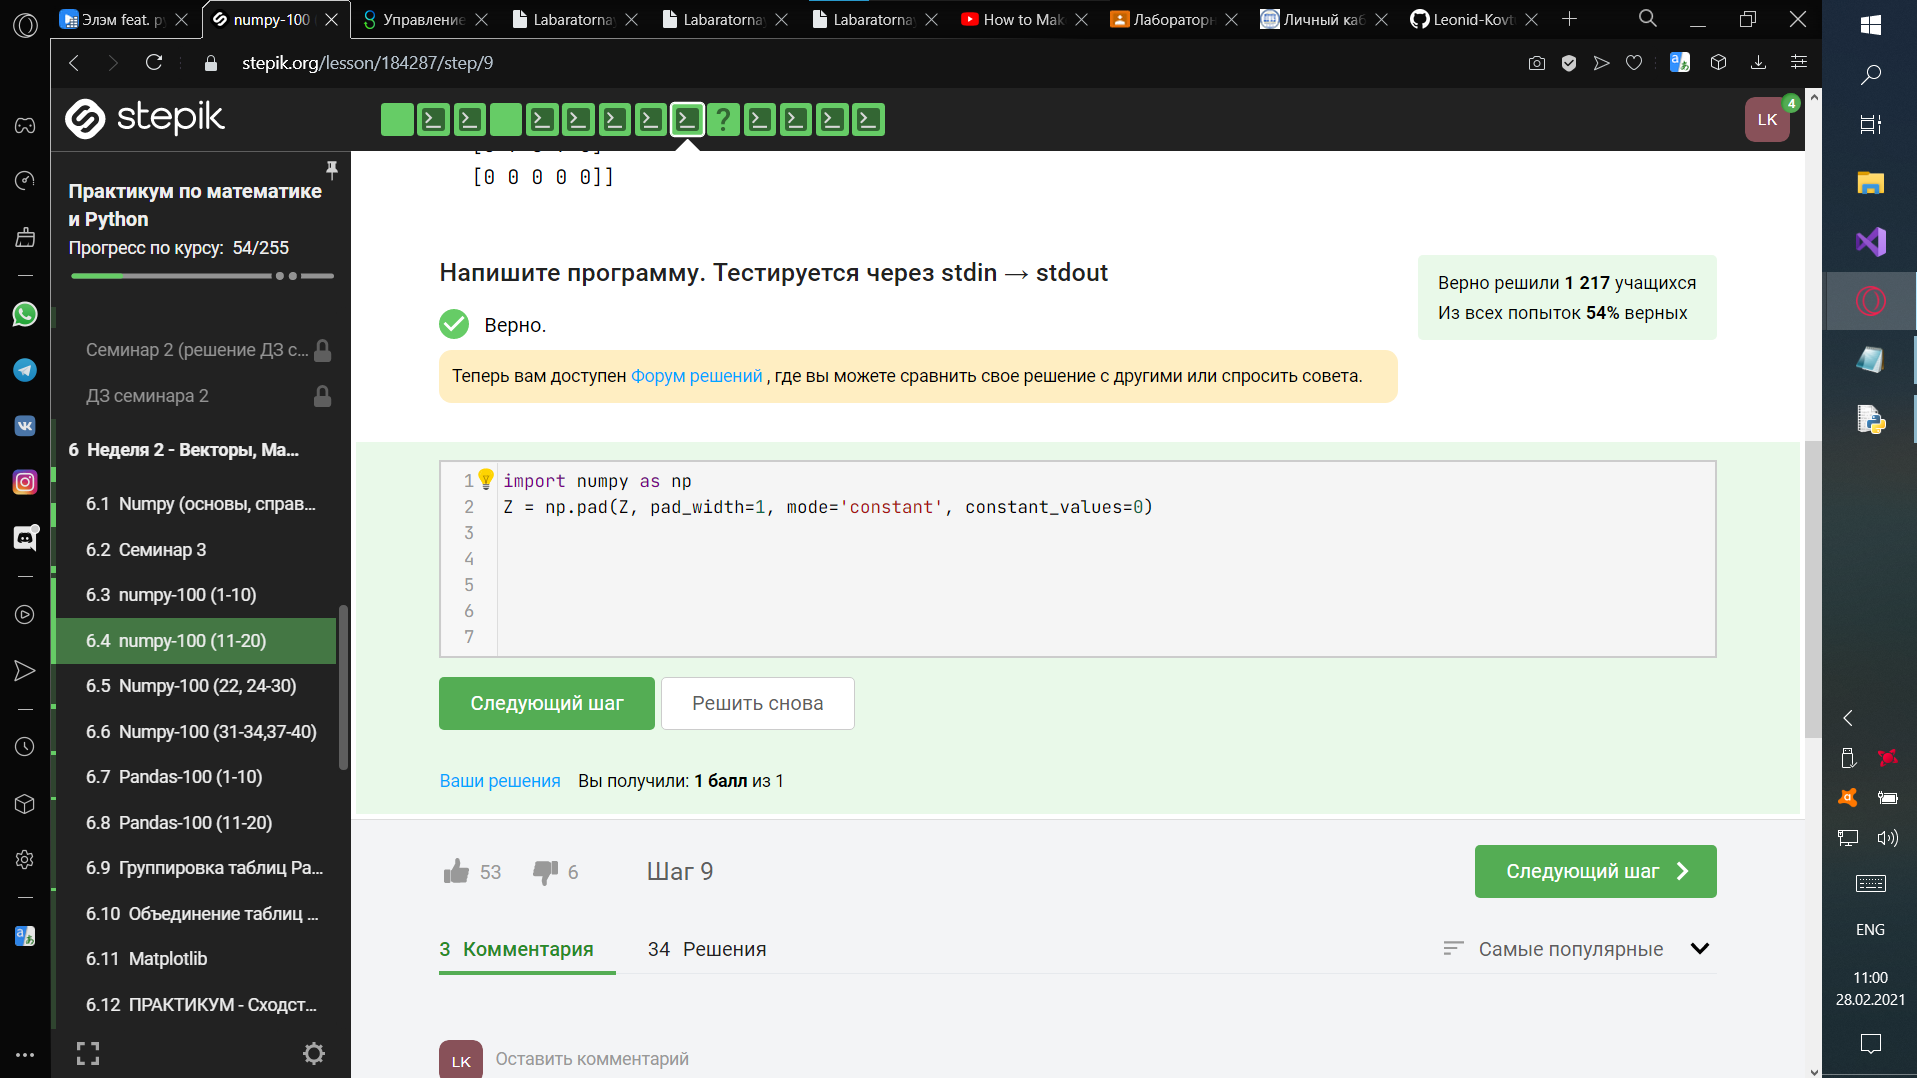 Элэм feat. ру
numpy-100
Управление
Labaratornay
Labaratornay
Labaratornay
How to Mak
Лабораторн
Личный каб
Leonid-Kovt
stepik.org/lesson/184287/step/9
stepik
LK
4
Практикум по математике
и Python
Прогресс по курсу: 54/255
Семинар 2 (решение ДЗ с...
ДЗ семинара 2
6 Неделя 2 - Векторы, Ма...
6.1 Numpy (основы, справ...
6.2 Семинар 3
6.3 numpy-100 (1-10)
6.4 numpy-100 (11-20)
6.5 Numpy-100 (22, 24-30)
6.6 Numpy-100 (31-34,37-40)
6.7 Pandas-100 (1-10)
6.8 Pandas-100 (11-20)
6.9 Группировка таблиц Pa...
6.10 Объединение таблиц ...
6.11 Matplotlib
6.12 ПРАКТИКУМ - Сходст...
[0 0 0 0 0]]
Напишите программу. Тестируется через stdin → stdout
Верно.
Теперь вам доступен Форум решений , где вы можете сравнить свое решение с другими или спросить совета.
Верно решили 1 217 учащихся
Из всех попыток 54% верных
1 import numpy as np
2 Z = np.pad(Z, pad_width=1, mode='constant', constant_values=0)
3
4
5
6
7
Следующий шаг
Решить снова
Ваши решения Вы получили: 1 балл из 1
53 6 Шаг 9
Следующий шаг
3 Комментария
34 Решения
Самые популярные
LK
Оставить комментарий
ENG
11:00
28.02.2021